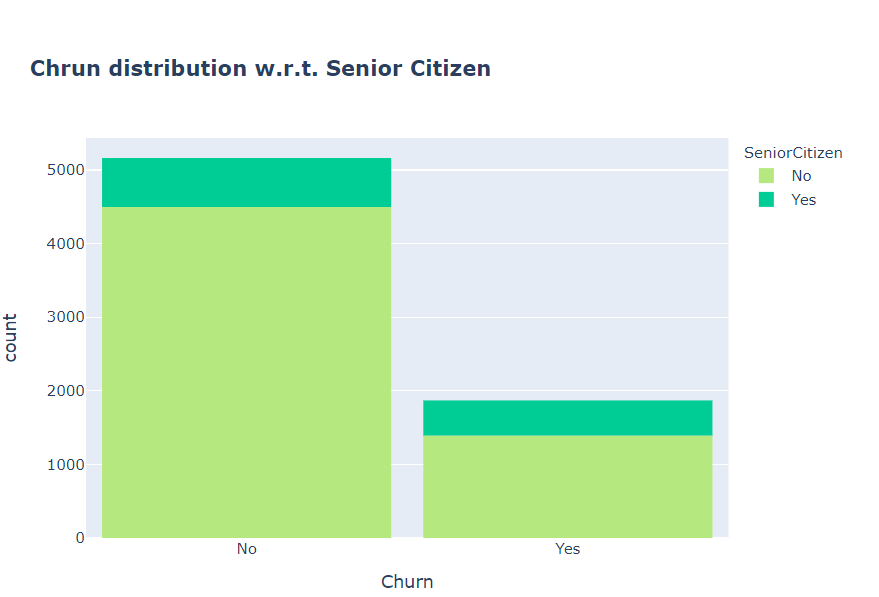 Chrun distribution w.r.t. Senior Citizen
SeniorCitizen
No
Yes
5000
4000
3000
2000
1000
0
count
No
Yes
Churn